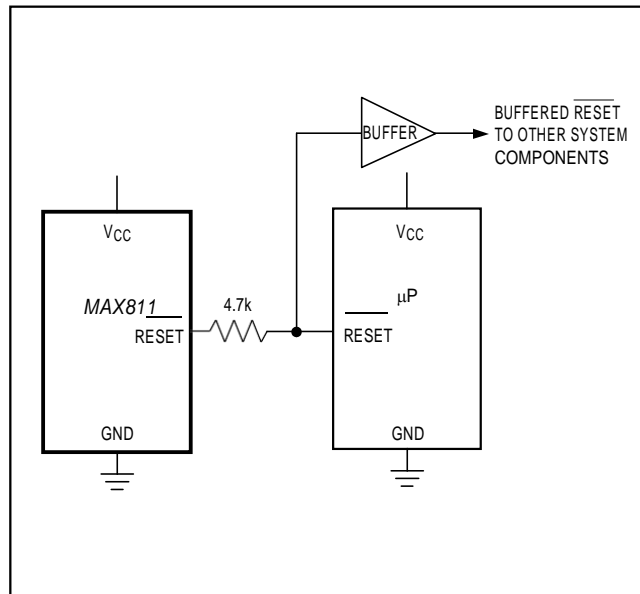 BUFFER
BUFFERED RESET
TO OTHER SYSTEM
COMPONENTS
VCC
VCC
MAX811
4.7k
µP
RESET
RESET
GND
GND